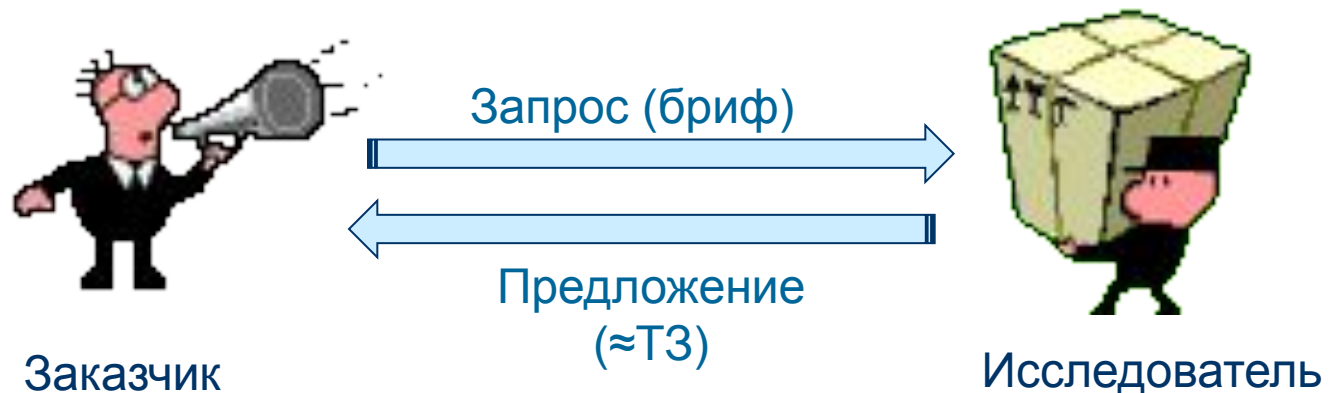 Запрос (бриф)
Предложение
(≈ТЗ)
Заказчик
Исследователь